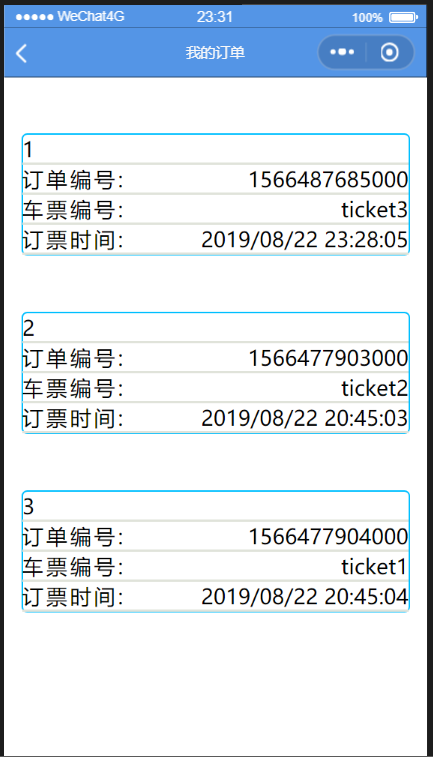 WeChat4G 23:31 100%
我的订单
1
订单编号: 1566487685000
车票编号: ticket3
订票时间: 2019/08/22 23:28:05
2
订单编号: 1566477903000
车票编号: ticket2
订票时间: 2019/08/22 20:45:03
3
订单编号: 1566477904000
车票编号: ticket1
订票时间: 2019/08/22 20:45:04